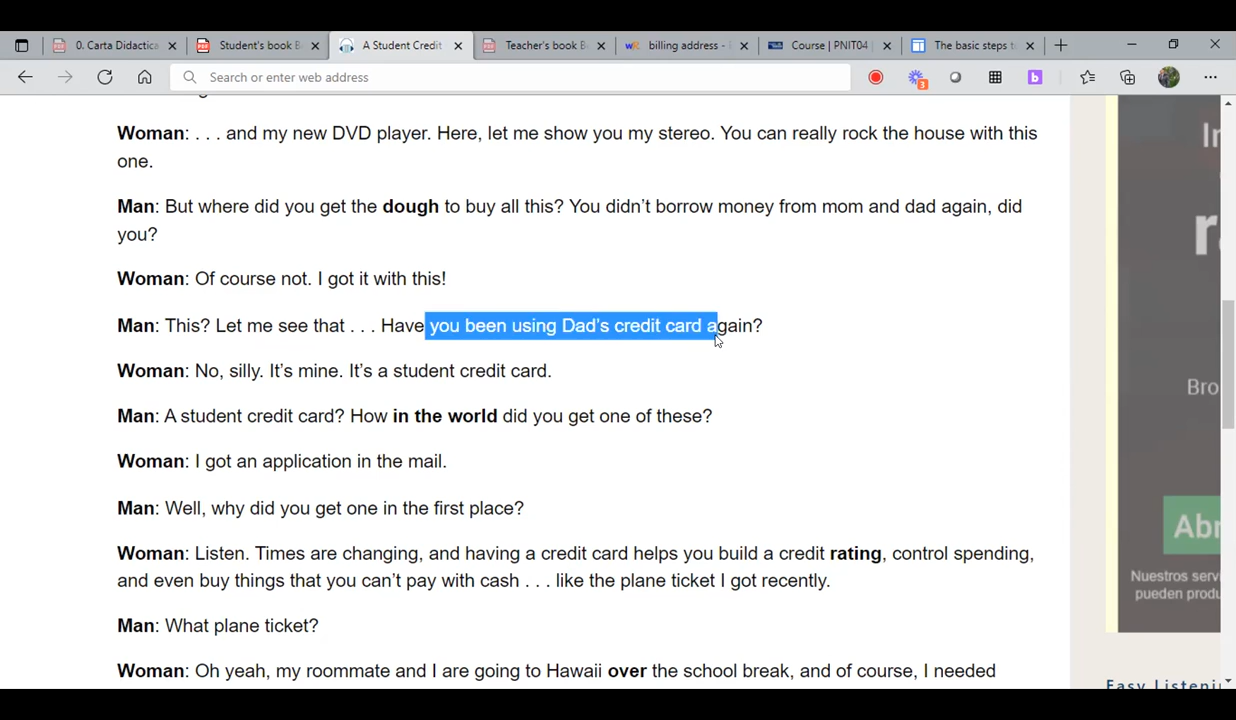 0. Carta Didactica
Student's book B
A Student Credit
Teacher's book B
billing address -
Course | PNIT04
The basic steps t
Search or enter web address
3
Woman: . . . and my new DVD player. Here, let me show you my stereo. You can really rock the house with this
one.
Man: But where did you get the dough to buy all this? You didn't borrow money from mom and dad again, did
you?
Woman: Of course not. I got it with this!
Man: This? Let me see that . . . Have you been using Dad's credit card again?
Woman: No, silly. It's mine. It's a student credit card.
Man: A student credit card? How in the world did you get one of these?
Woman: I got an application in the mail.
Man: Well, why did you get one in the first place?
Woman: Listen. Times are changing, and having a credit card helps you build a credit rating, control spending,
and even buy things that you can't pay with cash . . . like the plane ticket I got recently.
Man: What plane ticket?
Woman: Oh yeah, my roommate and I are going to Hawaii over the school break, and of course, I needed
In
r
Bro
Abr
Nuestros servi
pueden produ
Easy Listeni